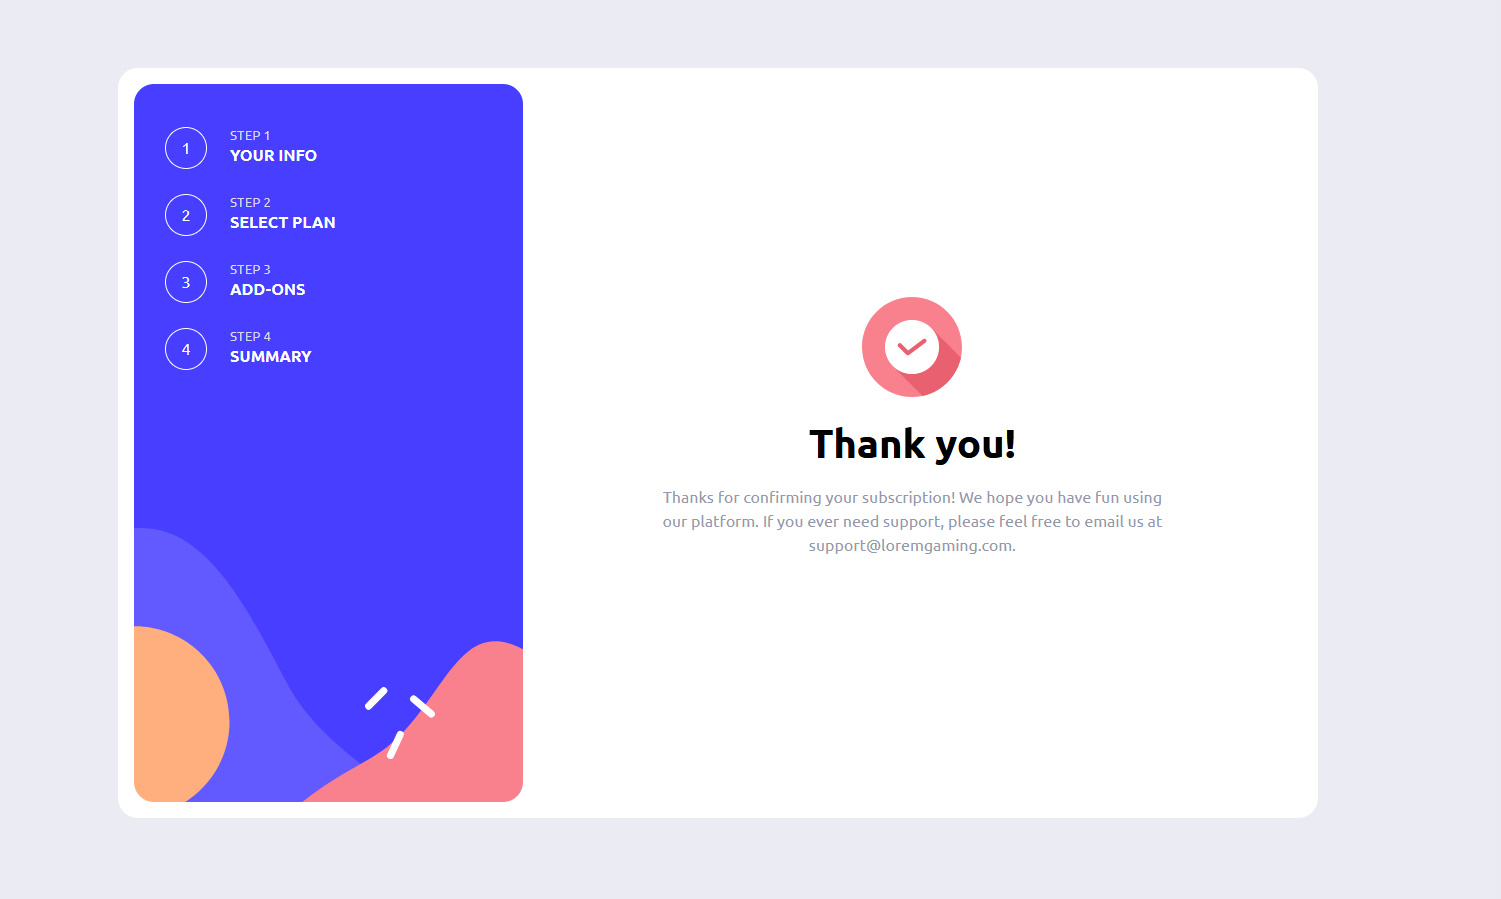 1
STEP 1
YOUR INFO
2
STEP 2
SELECT PLAN
3
STEP 3
ADD-ONS
4
STEP 4
SUMMARY
Thank you!
Thanks for confirming your subscription! We hope you have fun using
our platform. If you ever need support, please feel free to email us at
support@loremgaming.com.